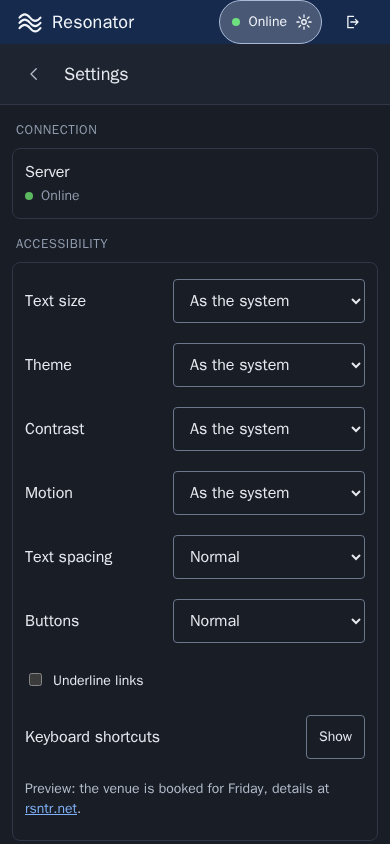 Resonator
Online
Settings
CONNECTION
Server
Online
ACCESSIBILITY
Text size
As the system
Theme
As the system
Contrast
As the system
Motion
As the system
Text spacing
Normal
Buttons
Normal
Underline links
Keyboard shortcuts
Show
Preview: the venue is booked for Friday, details at
rsntr.net.